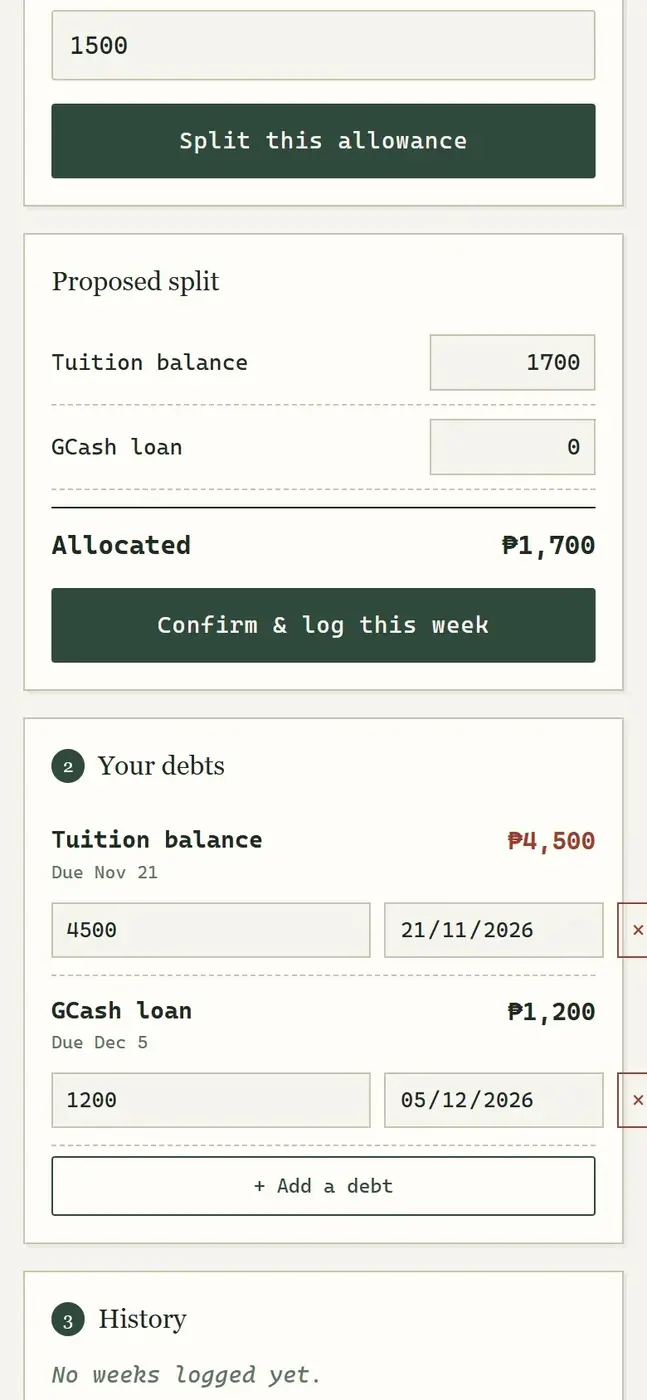 1500
Split this allowance
Proposed split
Tuition balance 1700
GCash loan 0
Allocated ₱1,700
Confirm & log this week
2 Your debts
Tuition balance ₱4,500
Due Nov 21
4500 21/11/2026 ×
GCash loan ₱1,200
Due Dec 5
1200 05/12/2026 ×
+ Add a debt
3 History
No weeks logged yet.